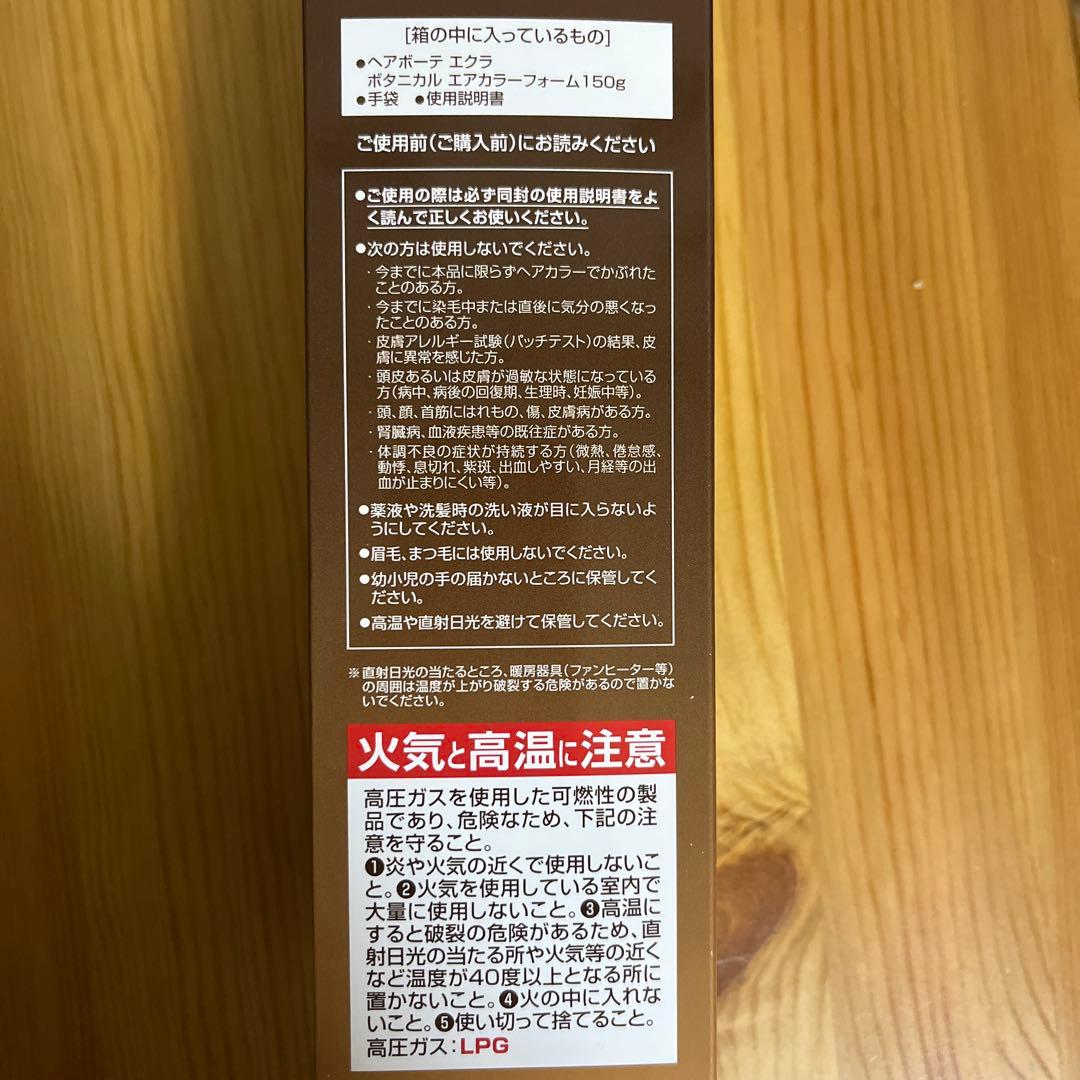 [箱の中に入っているもの]
●ヘアボーテ エクラ
ボタニカル エアカラーフォーム150g
●手袋 ●使用説明書
ご使用前(ご購入前)にお読みください
●ご使用の際は必ず同封の使用説明書をよ
く読んで正しくお使いください。
●次の方は使用しないでください。
・今までに本品に限らずヘアカラーでかぶれた
ことのある方。
・今までに染毛中または直後に気分の悪くなっ
たことのある方。
・皮膚アレルギー試験(パッチテスト)の結果、皮
膚に異常を感じた方。
・頭皮あるいは皮膚が過敏な状態になっている
方(病中、病後の回復期、生理時、妊娠中等)。
・頭、顔、首筋にはれもの、傷、皮膚病がある方。
・腎臓病、血液疾患等の既往症がある方。
・体調不良の症状が持続する方(微熱、倦怠感、
動悸、息切れ、紫斑、出血しやすい、月経等の出
血が止まりにくい等)。
●薬液や洗髪時の洗い液が目に入らないよ
うにしてください。
●眉毛、まつ毛には使用しないでください。
●幼小児の手の届かないところに保管してく
ださい。
●高温や直射日光を避けて保管してください。
※直射日光の当たるところ、暖房器具(ファンヒーター等)
の周囲は温度が上がり破裂する危険があるので置かな
いでください。
火気と高温に注意
高圧ガスを使用した可燃性の製
品であり、危険なため、下記の注
意を守ること。
❶炎や火気の近くで使用しないこ
と。❷火気を使用している室内で
大量に使用しないこと。❸高温に
すると破裂の危険があるため、直
射日光の当たる所や火気等の近く
など温度が40度以上となる所に
置かないこと。❹火の中に入れな
いこと。❺使い切って捨てること。
高圧ガス:LPG